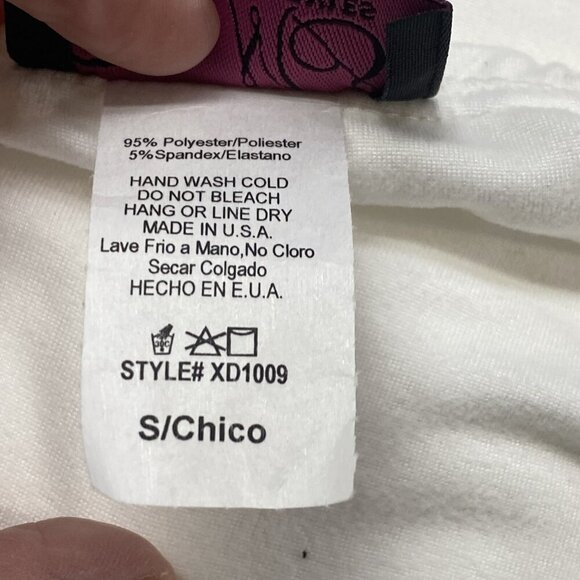 95% Polyester/Poliester
5%Spandex/Elastano
HAND WASH COLD
DO NOT BLEACH
HANG OR LINE DRY
MADE IN U.S.A.
Lave Frio a Mano,No Cloro
Secar Colgado
HECHO EN E.U.A.
30C
STYLE# XD1009
S/Chico